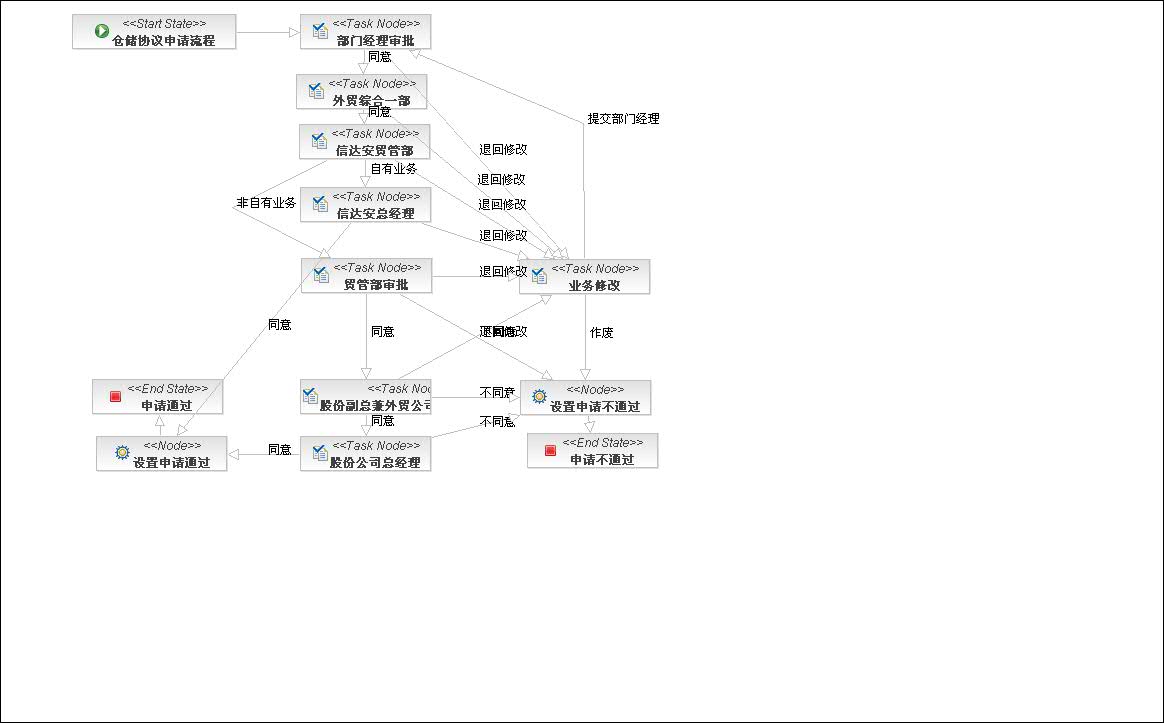 <<Start State>>
仓储协议申请流程
<<Task Node>>
部门经理审批
同意
<<Task Node>>
外贸综合一部
同意
提交部门经理
<<Task Node>>
信达安贸管部
退回修改
自有业务
退回修改
<<Task Node>>
信达安总经理
非自有业务
退回修改
退回修改
<<Task Node>>
贸管部审批
退回修改
<<Task Node>>
业务修改
同意
同意
退回修改
不同意
作废
<<End State>>
申请通过
<<Task Nod
股份副总兼外贸公司
不同意
<<Node>>
设置申请不通过
同意
不同意
<<Node>>
设置申请通过
同意
<<Task Node>>
股份公司总经理
<<End State>>
申请不通过